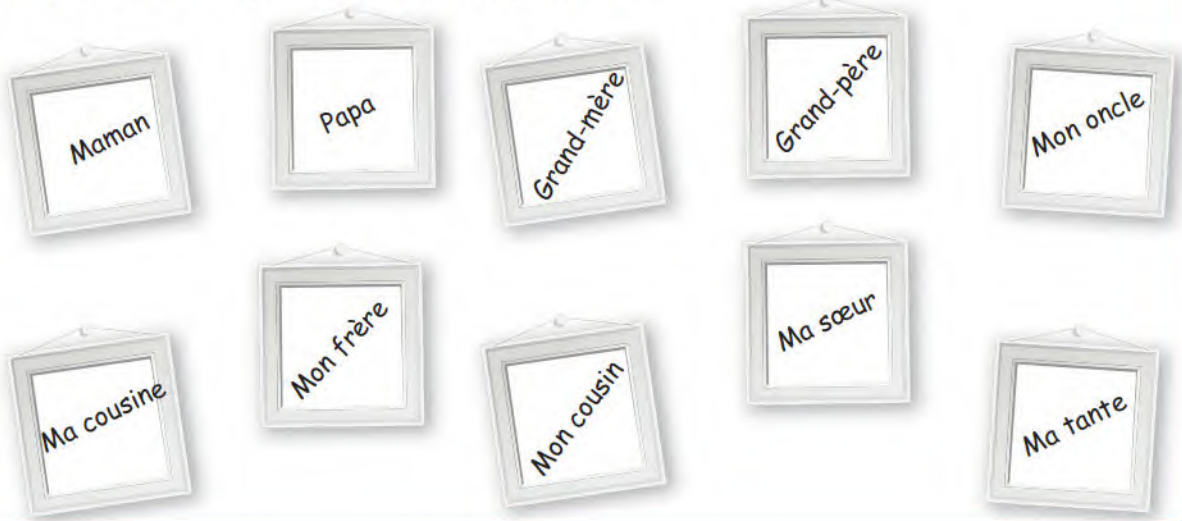 Maman
Papa
Grand-mère
Grand-père
Mon oncle
Ma cousine
Mon frère
Mon cousin
Ma sœur
Ma tante